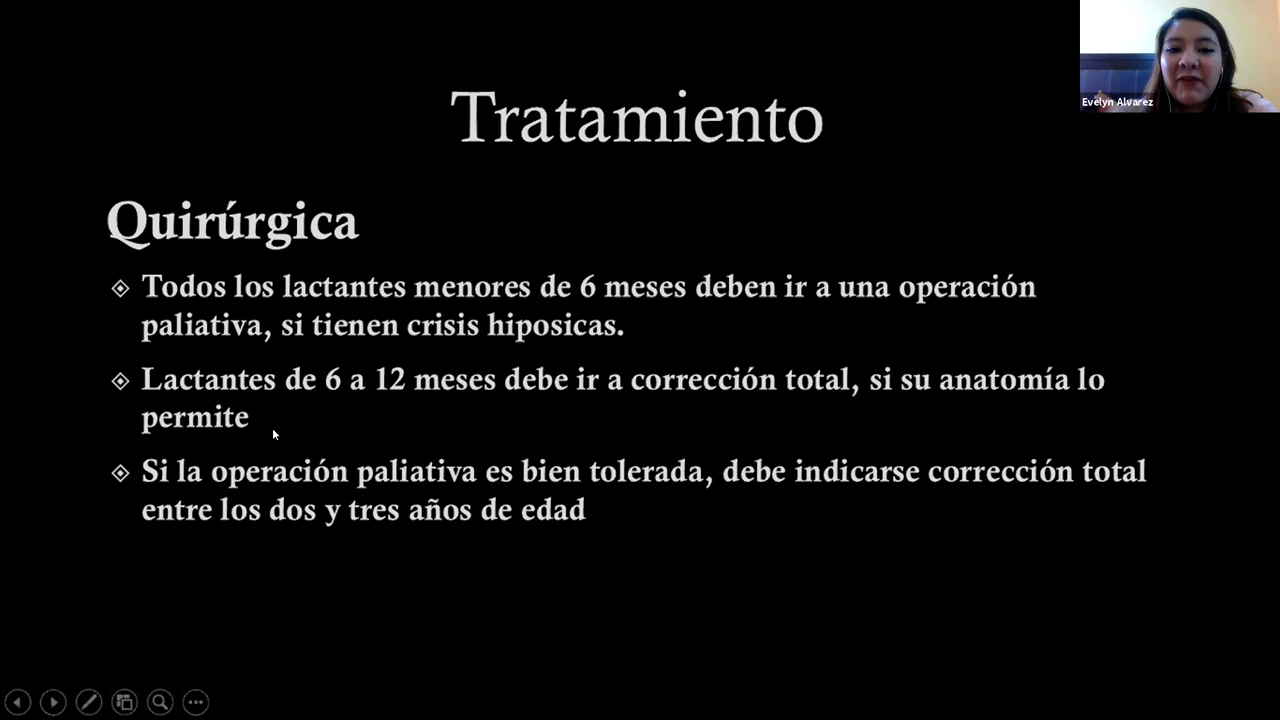 Evelyn Alvarez
Tratamiento
Quirúrgica
Todos los lactantes menores de 6 meses deben ir a una operación
paliativa, si tienen crisis hiposicas.
Lactantes de 6 a 12 meses debe ir a corrección total, si su anatomía lo
permite
Si la operación paliativa es bien tolerada, debe indicarse corrección total
entre los dos y tres años de edad